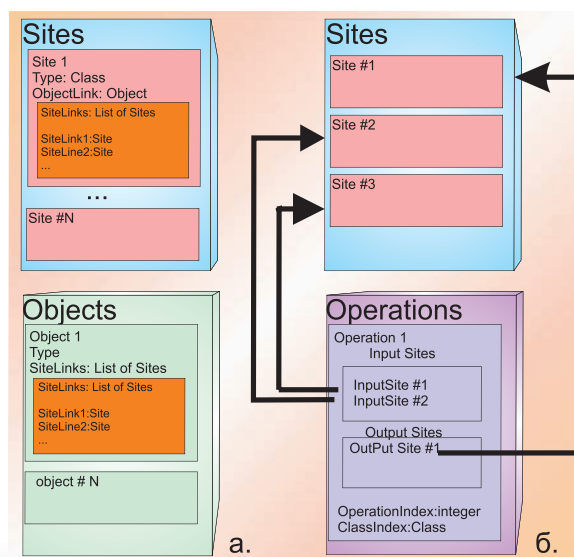 Sites
Site 1
Type: Class
ObjectLink: Object
SiteLinks: List of Sites
SiteLink1:Site
SiteLine2:Site
...
...
Site #N
Objects
Object 1
Type
SiteLinks: List of Sites
SiteLinks: List of Sites
SiteLink1:Site
SiteLine2:Site
...
object # N
а.
Sites
Site #1
Site #2
Site #3
Operations
Operation 1
Input Sites
InputSite #1
InputSite #2
Output Sites
OutPut Site #1
OperationIndex:integer
ClassIndex:Class
б.